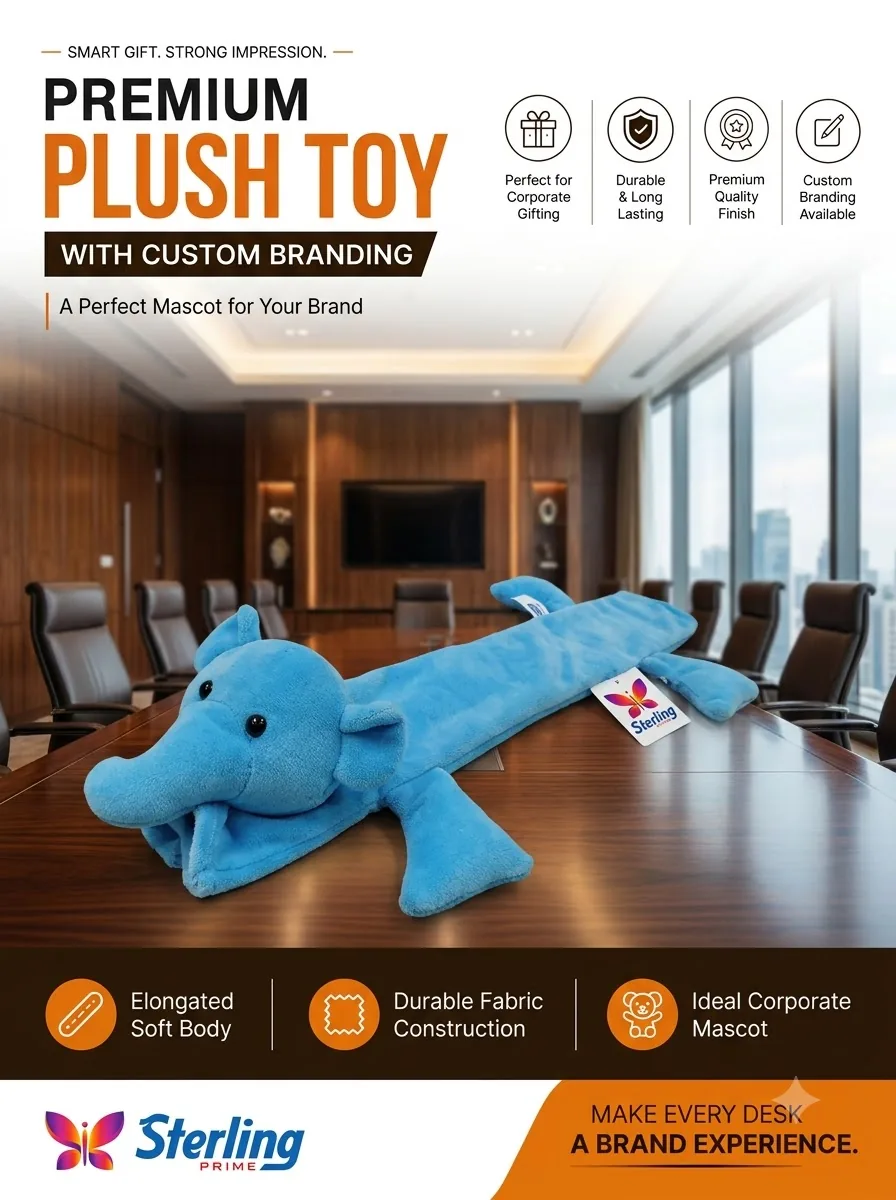 SMART GIFT. STRONG IMPRESSION.
PREMIUM
PLUSH TOY
WITH CUSTOM BRANDING
A Perfect Mascot for Your Brand
Perfect for
Corporate
Gifting
Durable
& Long
Lasting
Premium
Quality
Finish
Custom
Branding
Available
Sterling
Elongated
Soft Body
Durable Fabric
Construction
Ideal Corporate
Mascot
Sterling
PRIME
MAKE EVERY DESK
A BRAND EXPERIENCE.